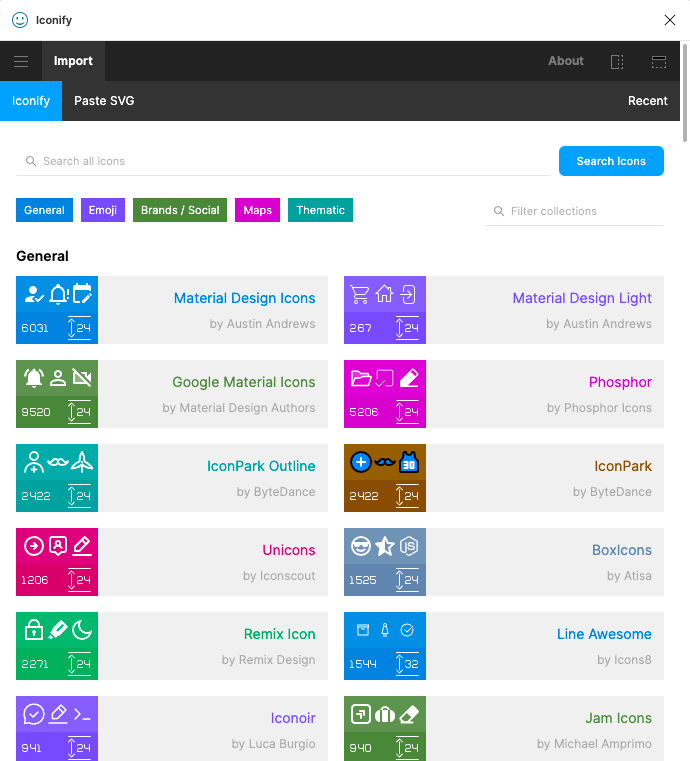 Iconify
Import
About
Iconify
Paste SVG
Recent
Search all icons
Search Icons
General
Emoji
Brands / Social
Maps
Thematic
Filter collections
General
6031
24
Material Design Icons
by Austin Andrews
267
24
Material Design Light
by Austin Andrews
9520
24
Google Material Icons
by Material Design Authors
5206
24
Phosphor
by Phosphor Icons
2422
24
IconPark Outline
by ByteDance
30
2422
24
IconPark
by ByteDance
1206
24
Unicons
by Iconscout
JS
1525
24
BoxIcons
by Atisa
2271
24
Remix Icon
by Remix Design
1544
32
Line Awesome
by Icons8
941
24
Iconoir
by Luca Burgio
940
24
Jam Icons
by Michael Amprimo